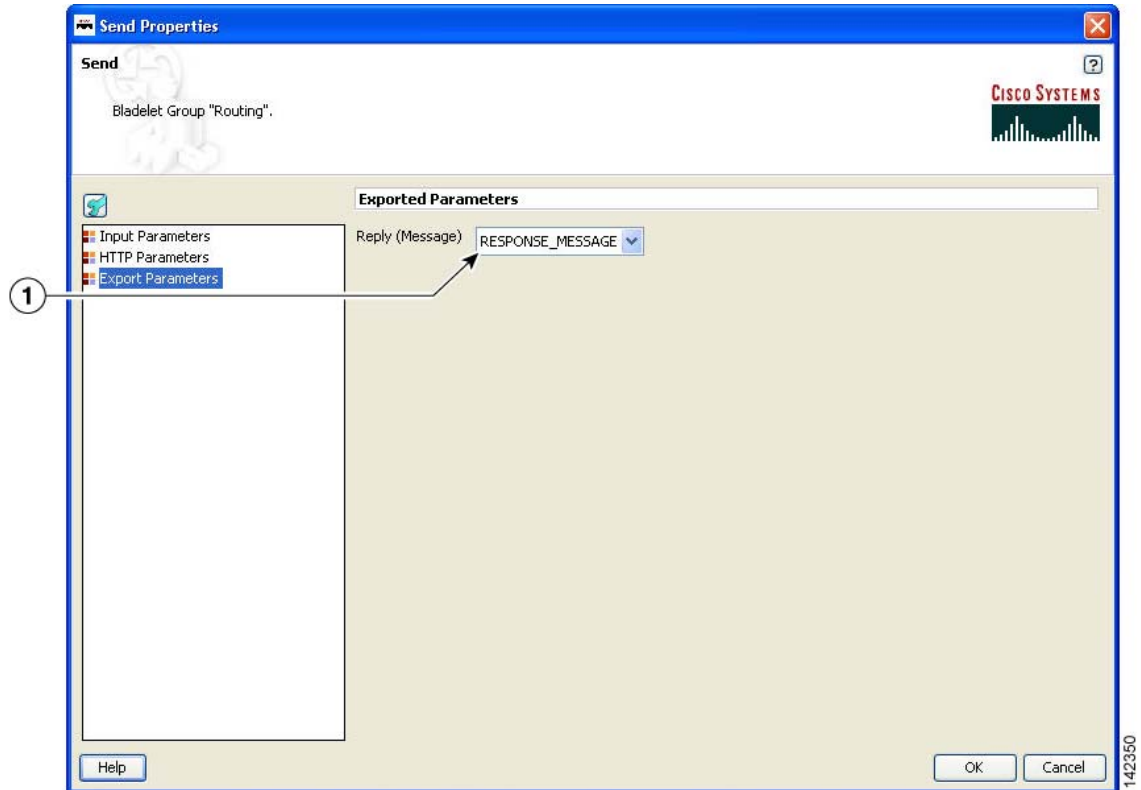 Send Properties
Send
?
CISCO SYSTEMS
Bladelet Group "Routing".
Exported Parameters
Input Parameters
HTTP Parameters
Export Parameters
Reply (Message)
RESPONSE_MESSAGE
1
Help
OK
Cancel
142350